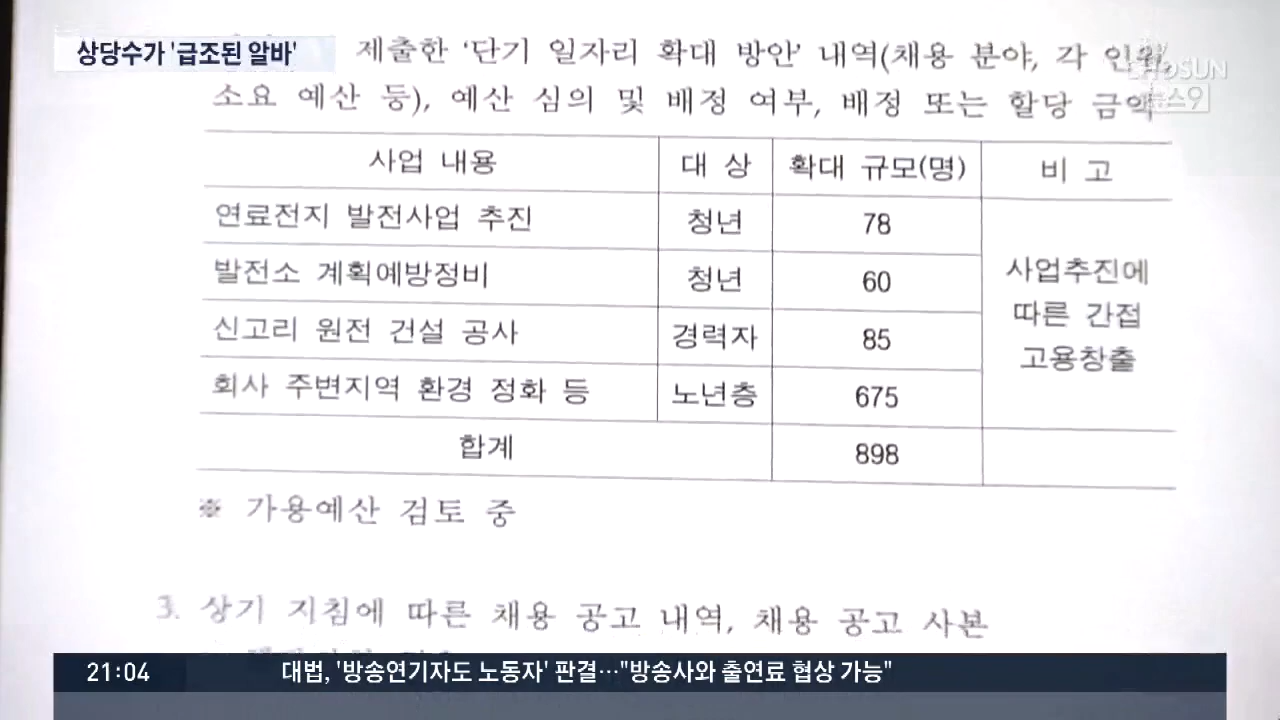 상당수가 '급조된 알바'
제출한 '단기 일자리 확대 방안' 내역(채용 분야, 각 인원,
CHOSUN
뉴스9
소요 예산 등), 예산 심의 및 배정 여부, 배정 또는 할당 금액
사업 내용 대 상 확대 규모(명) 비 고
연료전지 발전사업 추진 청년 78
발전소 계획예방정비 청년 60
신고리 원전 건설 공사 경력자 85
회사 주변지역 환경 정화 등 노년층 675
사업추진에
따른 간접
고용창출
합계 898
※ 가용예산 검토 중
3. 상기 지침에 따른 채용 공고 내역, 채용 공고 사본
21:04 대법, '방송연기자도 노동자' 판결…"방송사와 출연료 협상 가능"